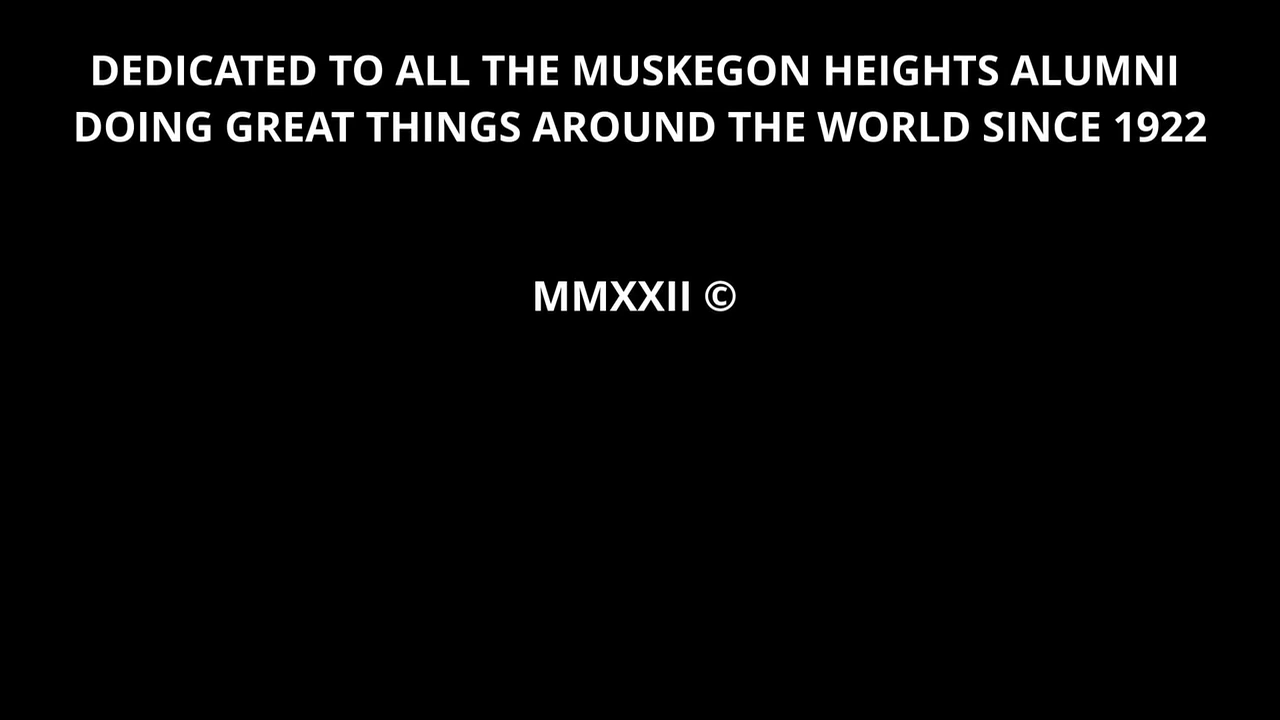 DEDICATED TO ALL THE MUSKEGON HEIGHTS ALUMNI
DOING GREAT THINGS AROUND THE WORLD SINCE 1922
MMXXII ©